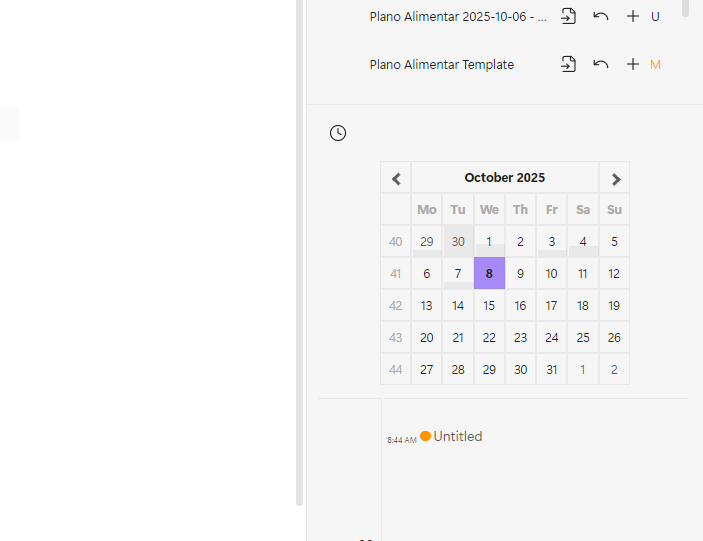 Plano Alimentar 2025-10-06 - ... U
Plano Alimentar Template M
October 2025
Mo Tu We Th Fr Sa Su
40 29 30 1 2 3 4 5
41 6 7 8 9 10 11 12
42 13 14 15 16 17 18 19
43 20 21 22 23 24 25 26
44 27 28 29 30 31 1 2
8:44 AM Untitled